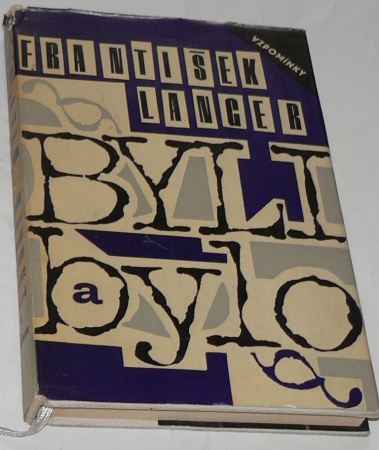 VZPOMÍNKY
FRANTIŠEK
LANGER
BYLI
a
bylo